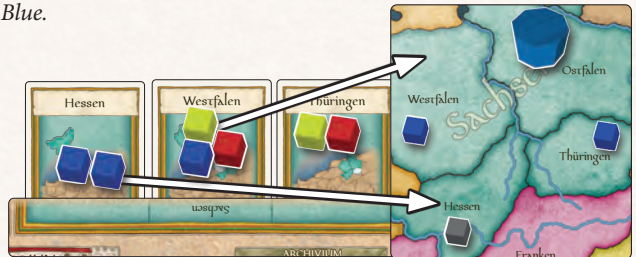 Blue.
Hessen
Westfalen
Thüringen
Sachsen
ARCHIVIUM
Sachsen
Ostfalen
Westfalen
Thüringen
Hessen
Franken